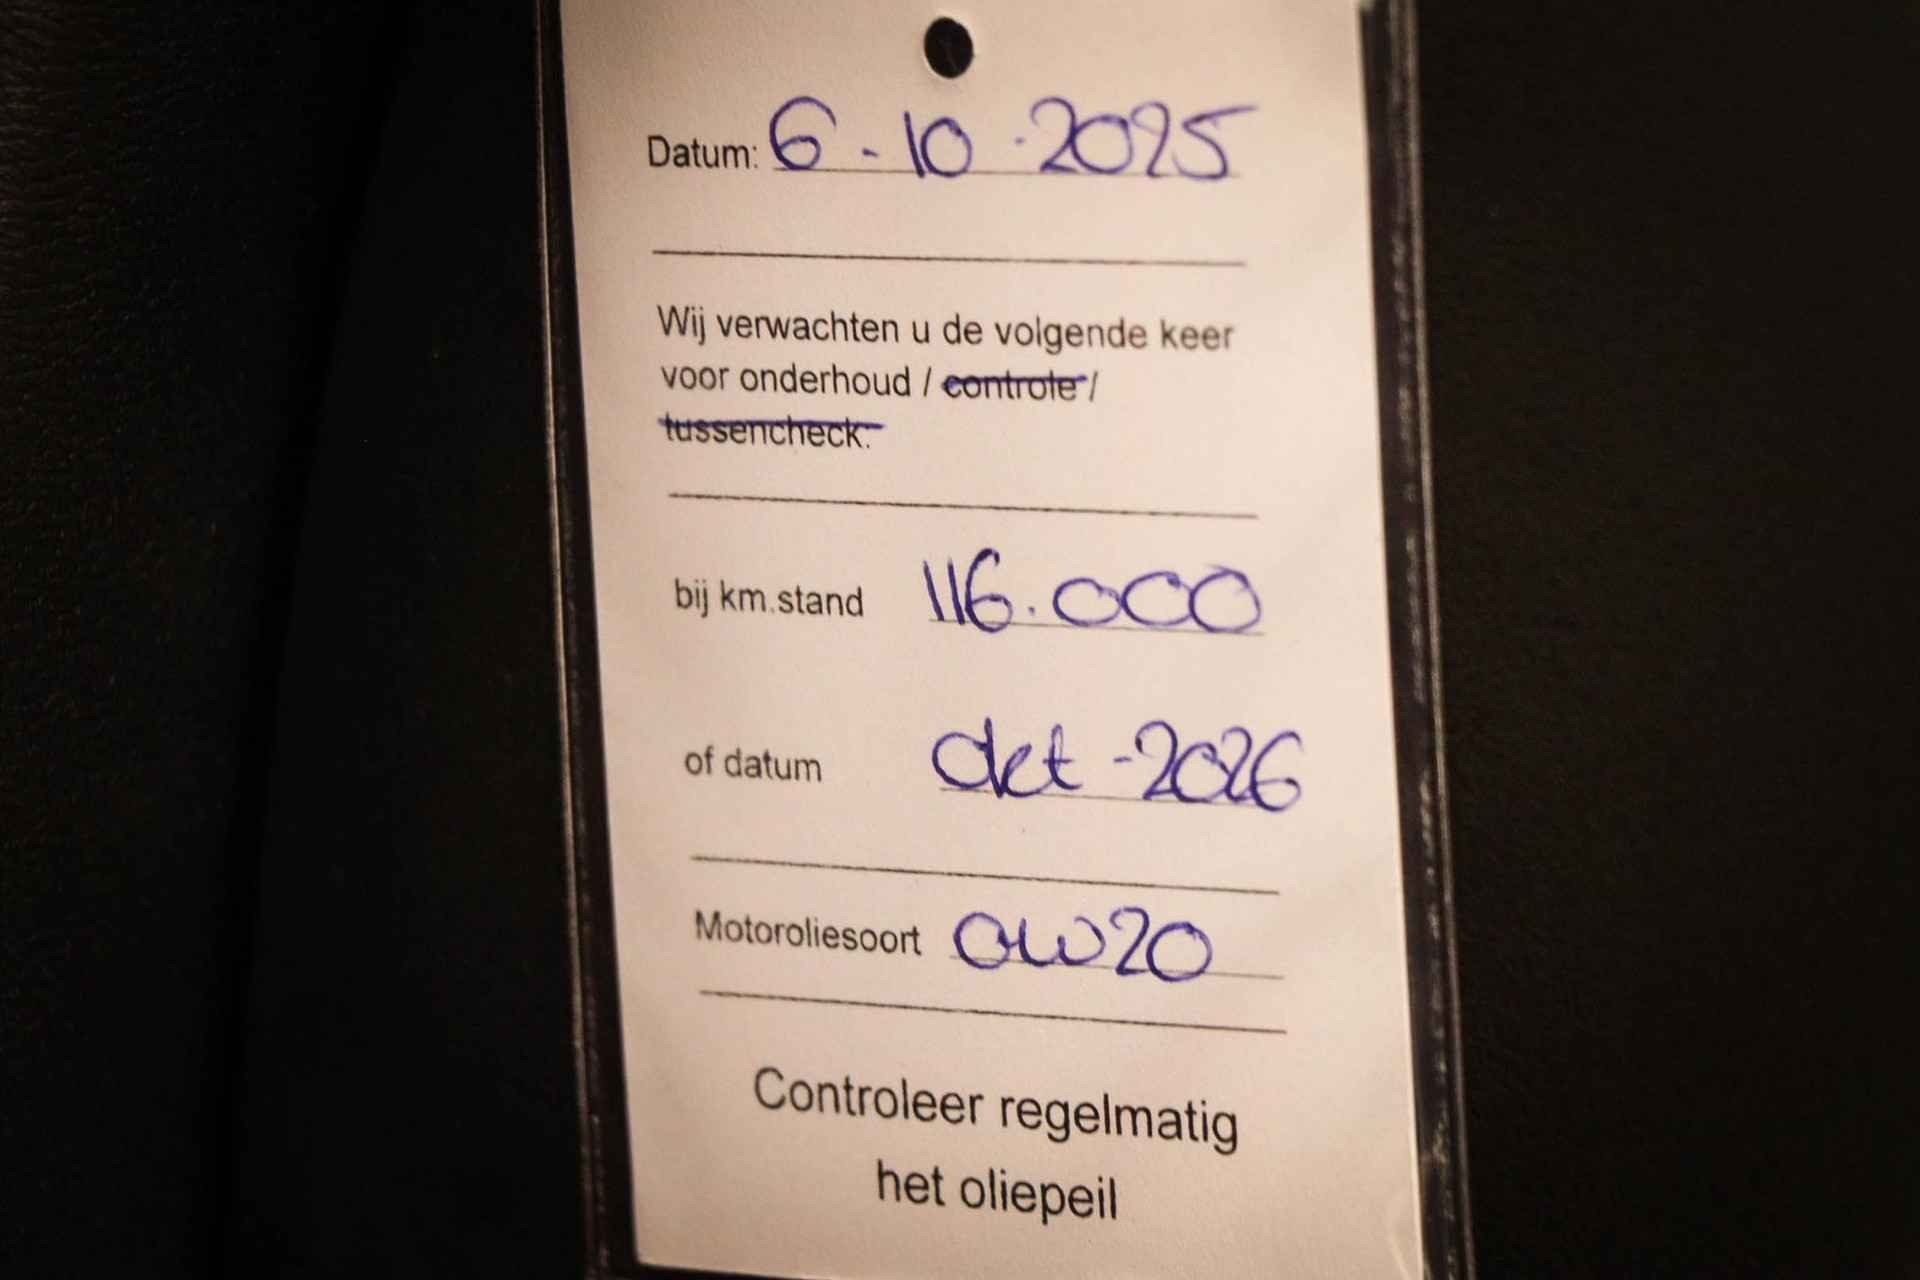 Datum: 6-10-2025
Wij verwachten u de volgende keer
voor onderhoud / controle /
tussencheck.
bij km.stand 116.000
of datum okt-2026
Motoroliesoort 0w20
Controleer regelmatig
het oliepeil